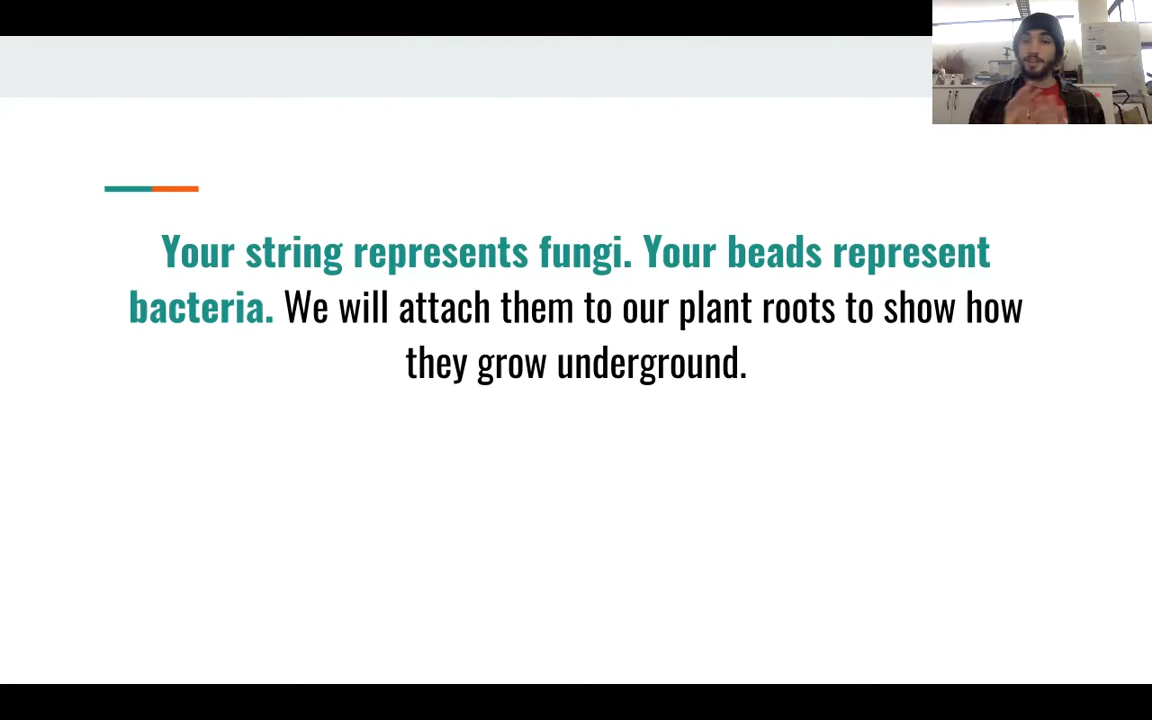 Your string represents fungi. Your beads represent
bacteria. We will attach them to our plant roots to show how
they grow underground.